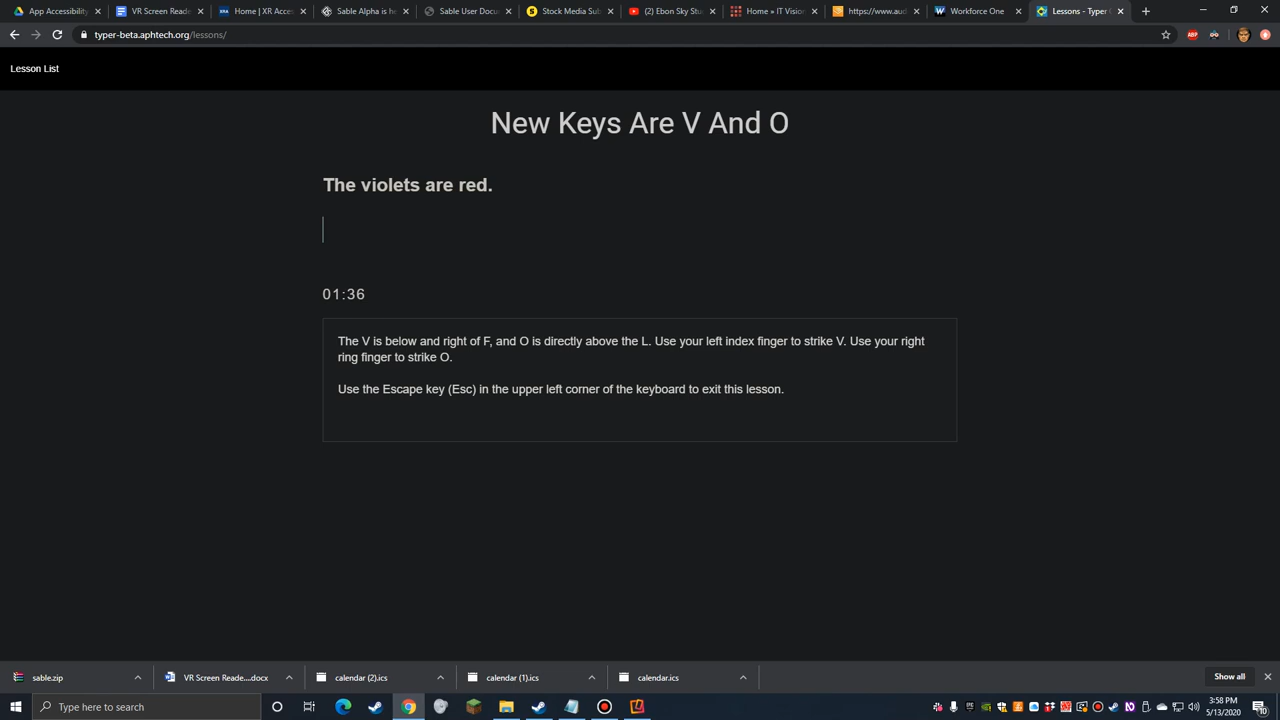 App Accessibility
VR Screen Reade
Home | XR Acces
Sable Alpha is he
Sable User Docu
Stock Media Sub
(2) Ebon Sky Stu
Home » IT Vision
https://www.aud
Workforce One
Lessons - Typer
typer-beta.aphtech.org/lessons/
Lesson List
New Keys Are V And O
The violets are red.
01:36
The V is below and right of F, and O is directly above the L. Use your left index finger to strike V. Use your right
ring finger to strike O.
Use the Escape key (Esc) in the upper left corner of the keyboard to exit this lesson.
sable.zip
VR Screen Reade....docx
calendar (2).ics
calendar (1).ics
calendar.ics
Show all
Type here to search
3:58 PM
5/13/2020